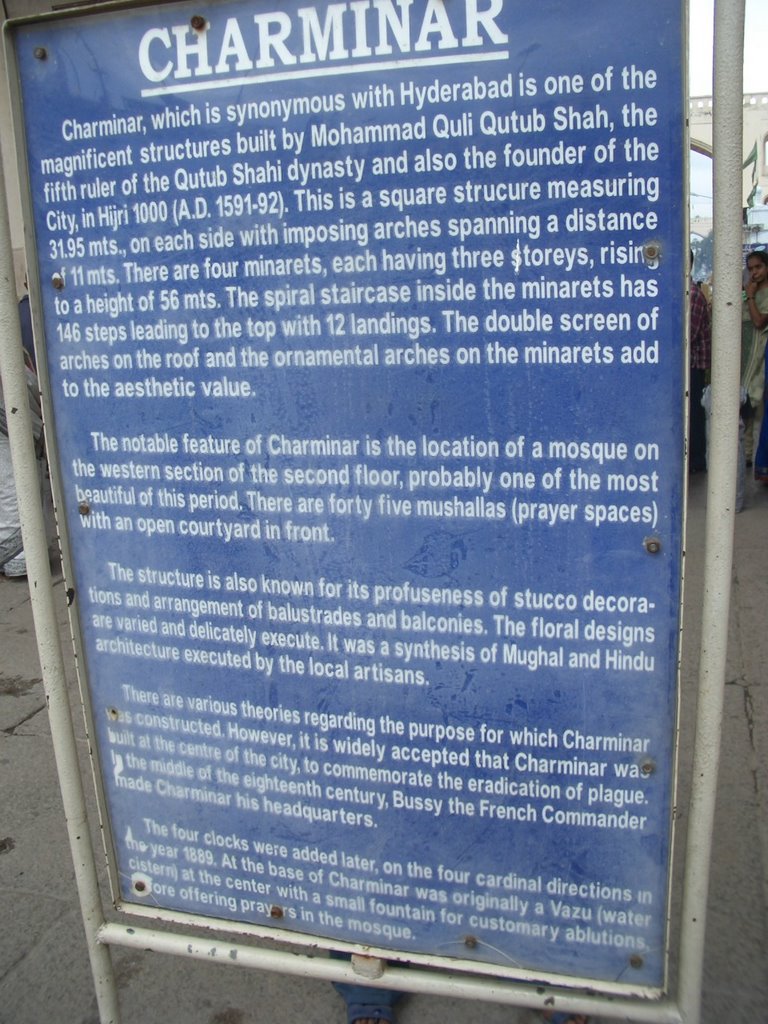 CHARMINAR
Charminar, which is synonymous with Hyderabad is one of the
magnificent structures built by Mohammad Quli Qutub Shah, the
fifth ruler of the Qutub Shahi dynasty and also the founder of the
City, in Hijri 1000 (A.D. 1591-92). This is a square strucure measuring
31.95 mts., on each side with imposing arches spanning a distance
of 11 mts. There are four minarets, each having three storeys, rising
to a height of 56 mts. The spiral staircase inside the minarets has
146 steps leading to the top with 12 landings. The double screen of
arches on the roof and the ornamental arches on the minarets add
to the aesthetic value.
The notable feature of Charminar is the location of a mosque on
the western section of the second floor, probably one of the most
beautiful of this period. There are forty five mushallas (prayer spaces)
with an open courtyard in front.
The structure is also known for its profuseness of stucco decora-
tions and arrangement of balustrades and balconies. The floral designs
are varied and delicately execute. It was a synthesis of Mughal and Hindu
architecture executed by the local artisans.
There are various theories regarding the purpose for which Charminar
was constructed. However, it is widely accepted that Charminar was
built at the centre of the city, to commemorate the eradication of plague.
the middle of the eighteenth century, Bussy the French Commander
made Charminar his headquarters.
The four clocks were added later, on the four cardinal directions in
the year 1889. At the base of Charminar was originally a Vazu (water
cistern) at the center with a small fountain for customary ablutions,
offering prayers in the mosque.